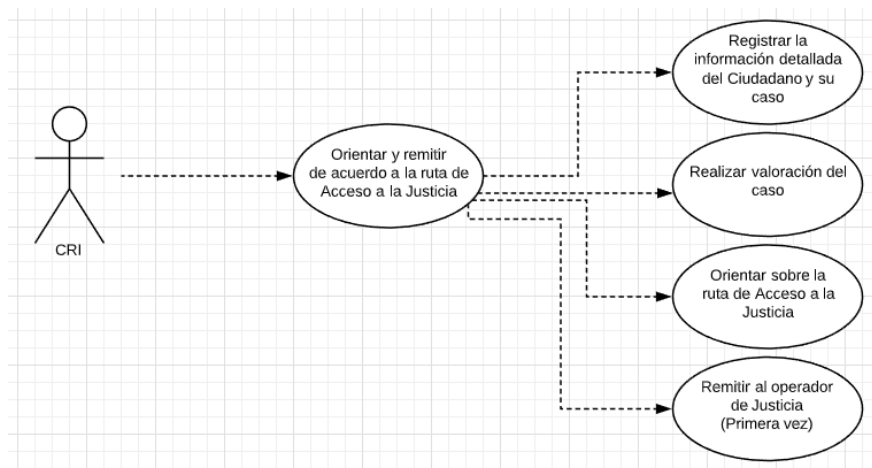 Registrar la
información detallada
del Ciudadano y su
caso
Orientar y remitir
de acuerdo a la ruta de
Acceso a la Justicia
Realizar valoración del
caso
CRI
Orientar sobre la
ruta de Acceso a la
Justicia
Remitir al operador
de Justicia
(Primera vez)